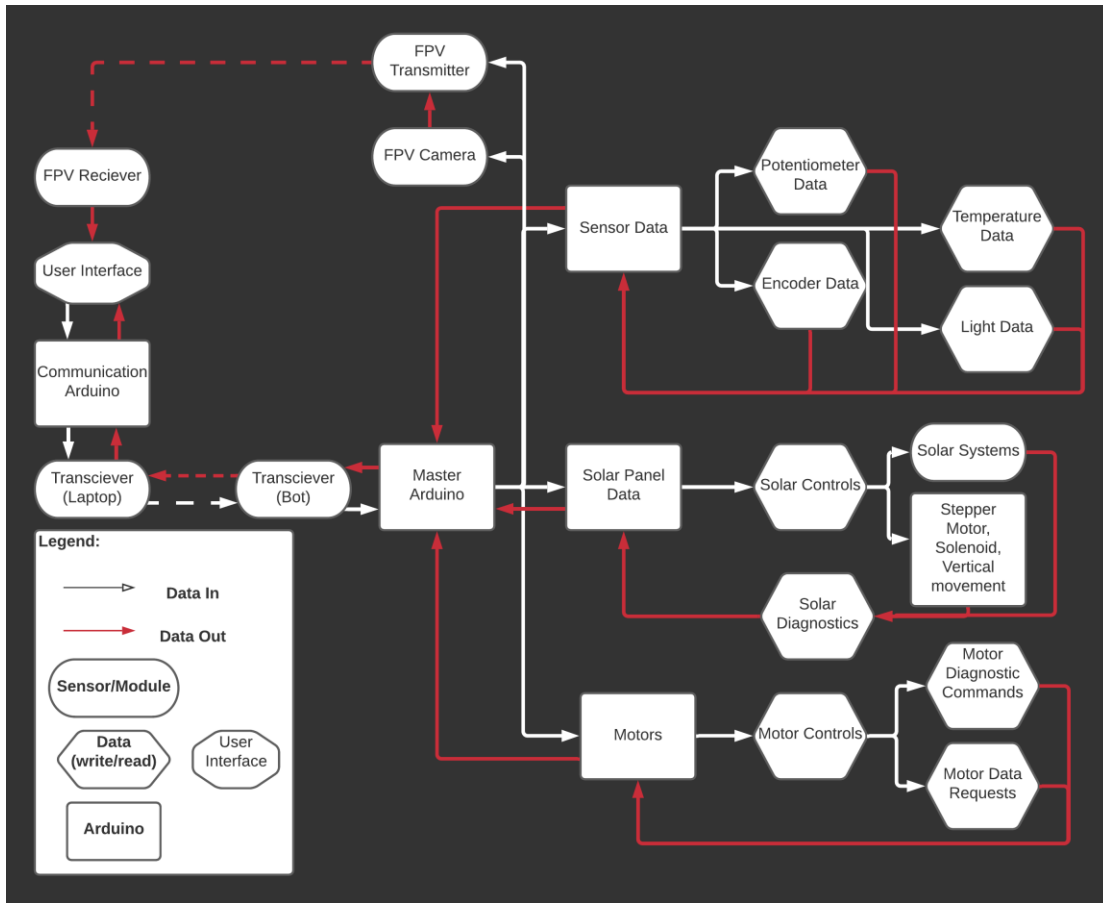 FPV
Transmitter
FPV Camera
FPV Reciever
User Interface
Communication
Arduino
Transciever
(Laptop)
Transciever
(Bot)
Master
Arduino
Sensor Data
Potentiometer
Data
Encoder Data
Temperature
Data
Light Data
Solar Panel
Data
Solar Controls
Solar Systems
Stepper
Motor,
Solenoid,
Vertical
movement
Solar
Diagnostics
Motors
Motor Controls
Motor
Diagnostic
Commands
Motor Data
Requests
Legend:
Data In
Data Out
Sensor/Module
Data
(write/read)
User
Interface
Arduino